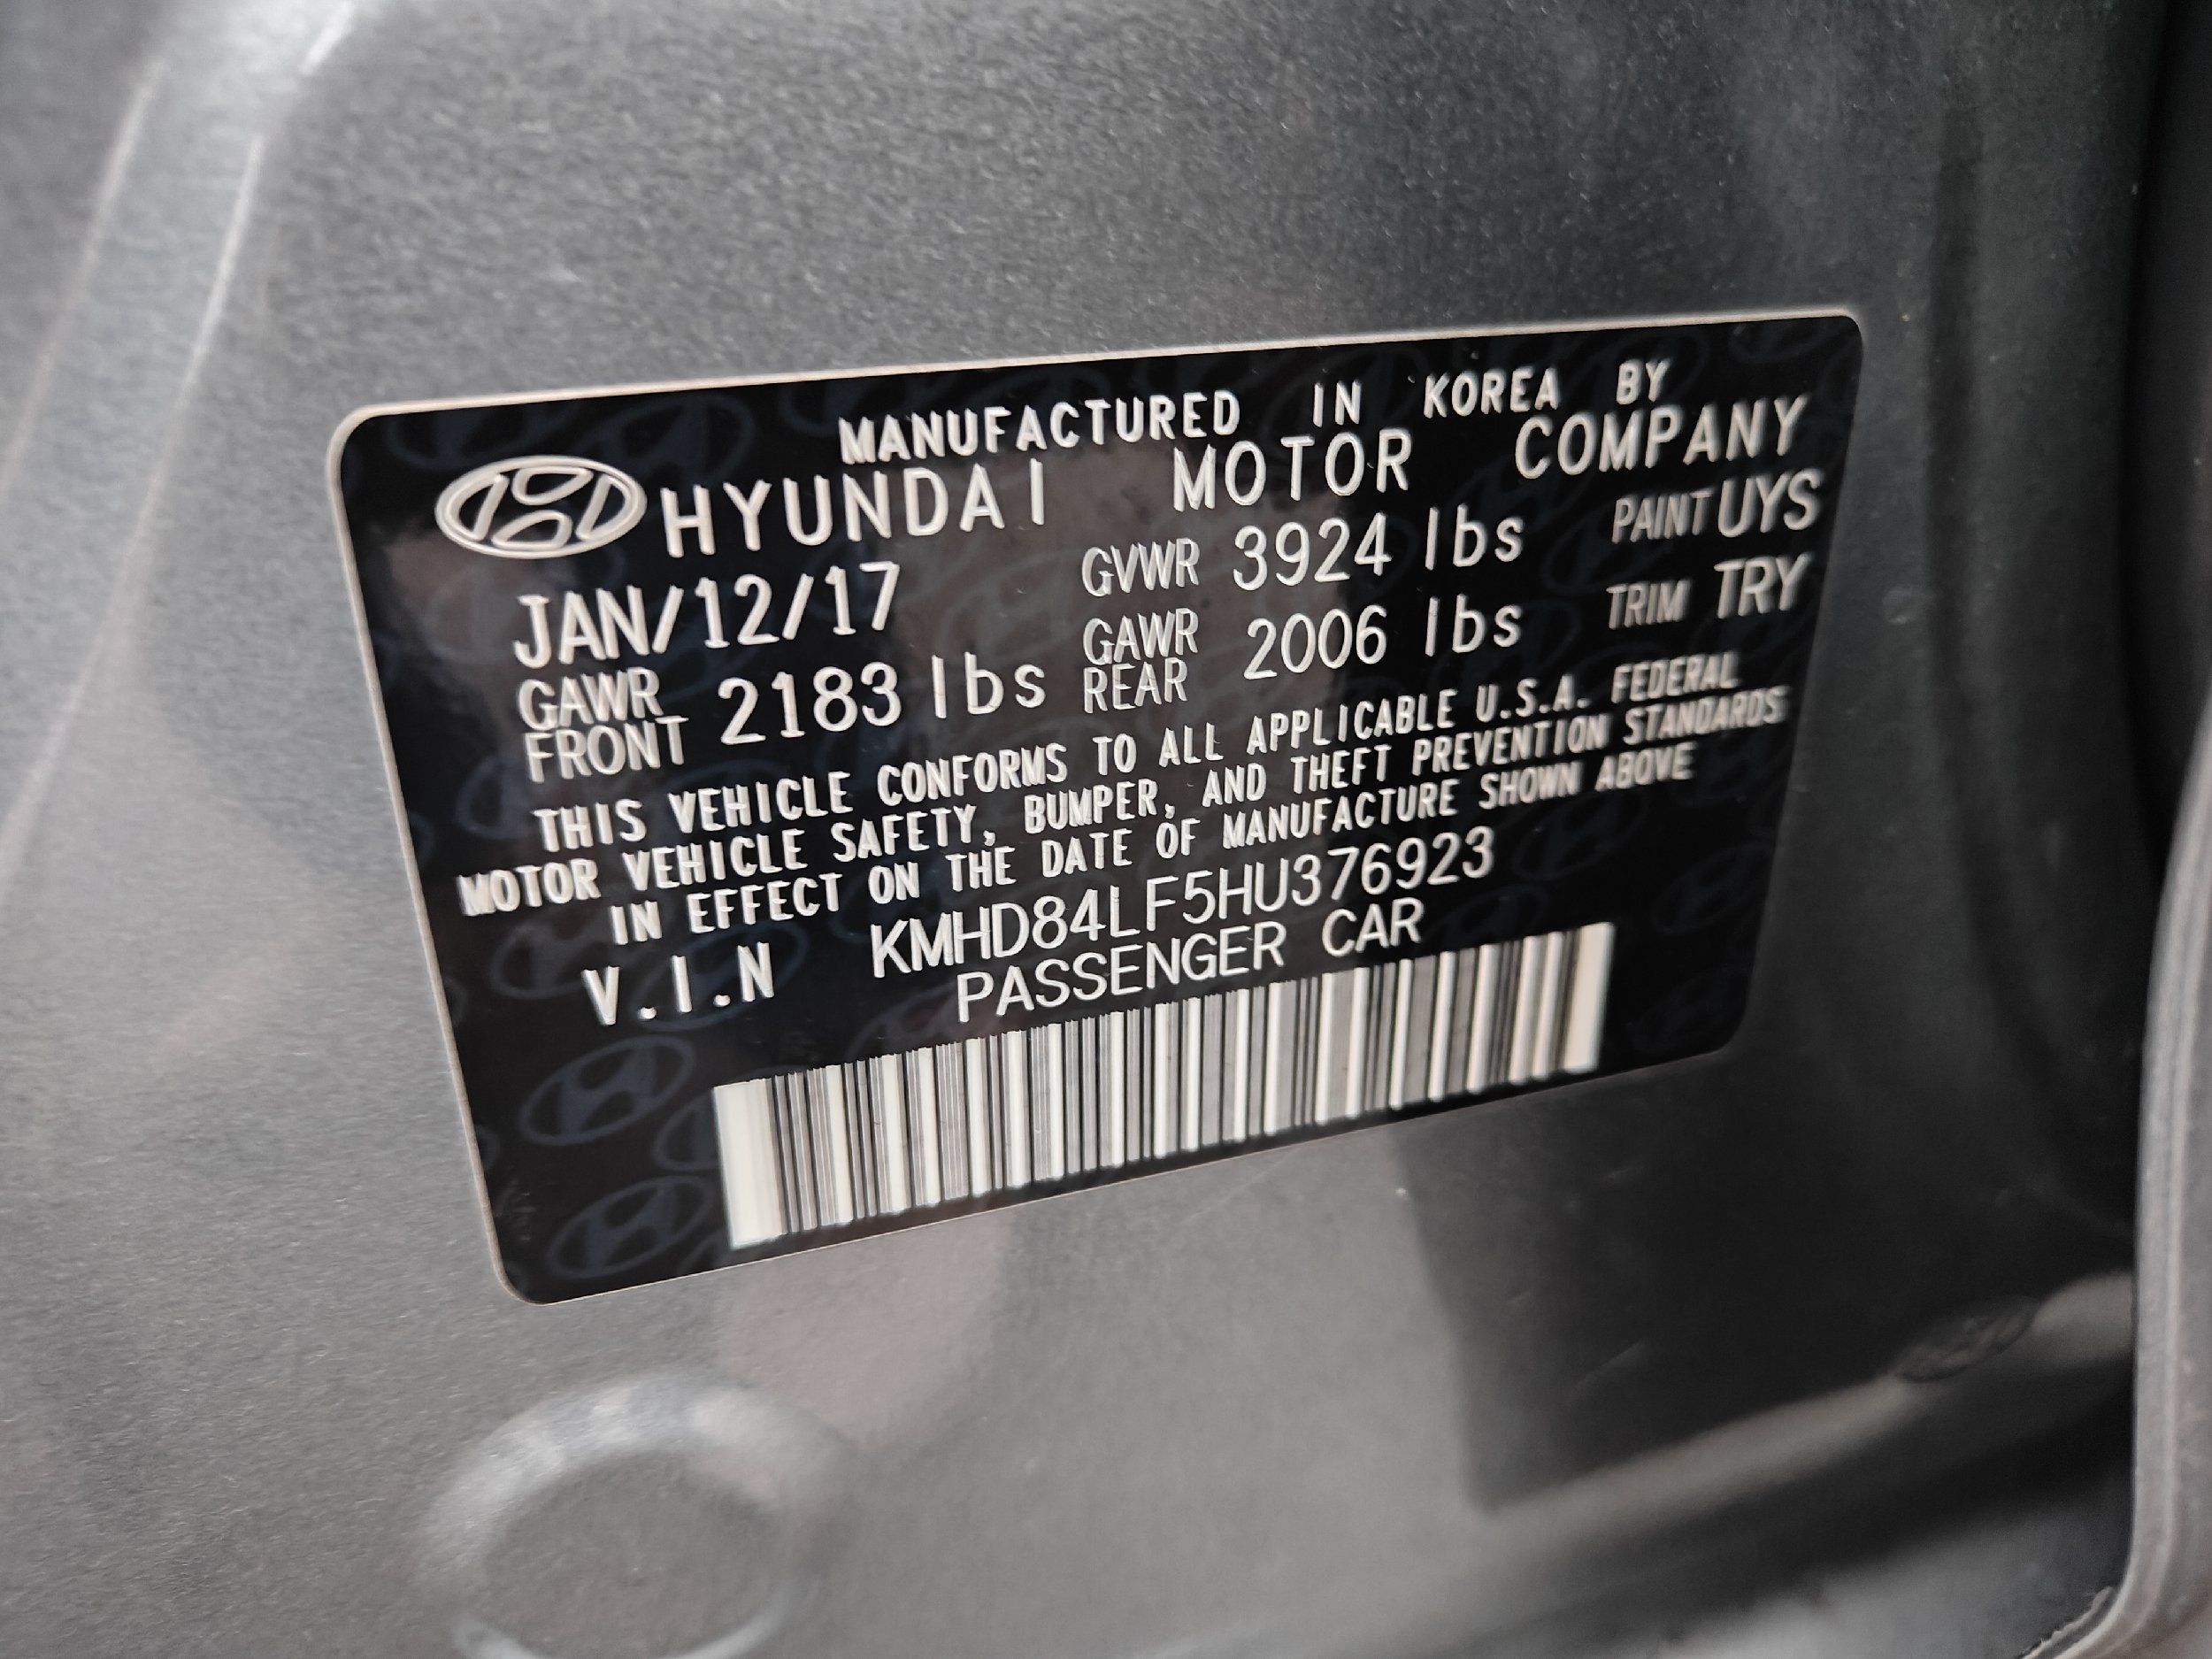 MANUFACTURED IN KOREA BY
HYUNDAI MOTOR COMPANY
JAN/12/17 GVWR 3924 lbs PAINT UYS
GAWR FRONT 2183 lbs GAWR REAR 2006 lbs TRIM TRY
THIS VEHICLE CONFORMS TO ALL APPLICABLE U.S.A. FEDERAL
MOTOR VEHICLE SAFETY, BUMPER, AND THEFT PREVENTION STANDARDS
IN EFFECT ON THE DATE OF MANUFACTURE SHOWN ABOVE
V.I.N KMHD84LF5HU376923
PASSENGER CAR